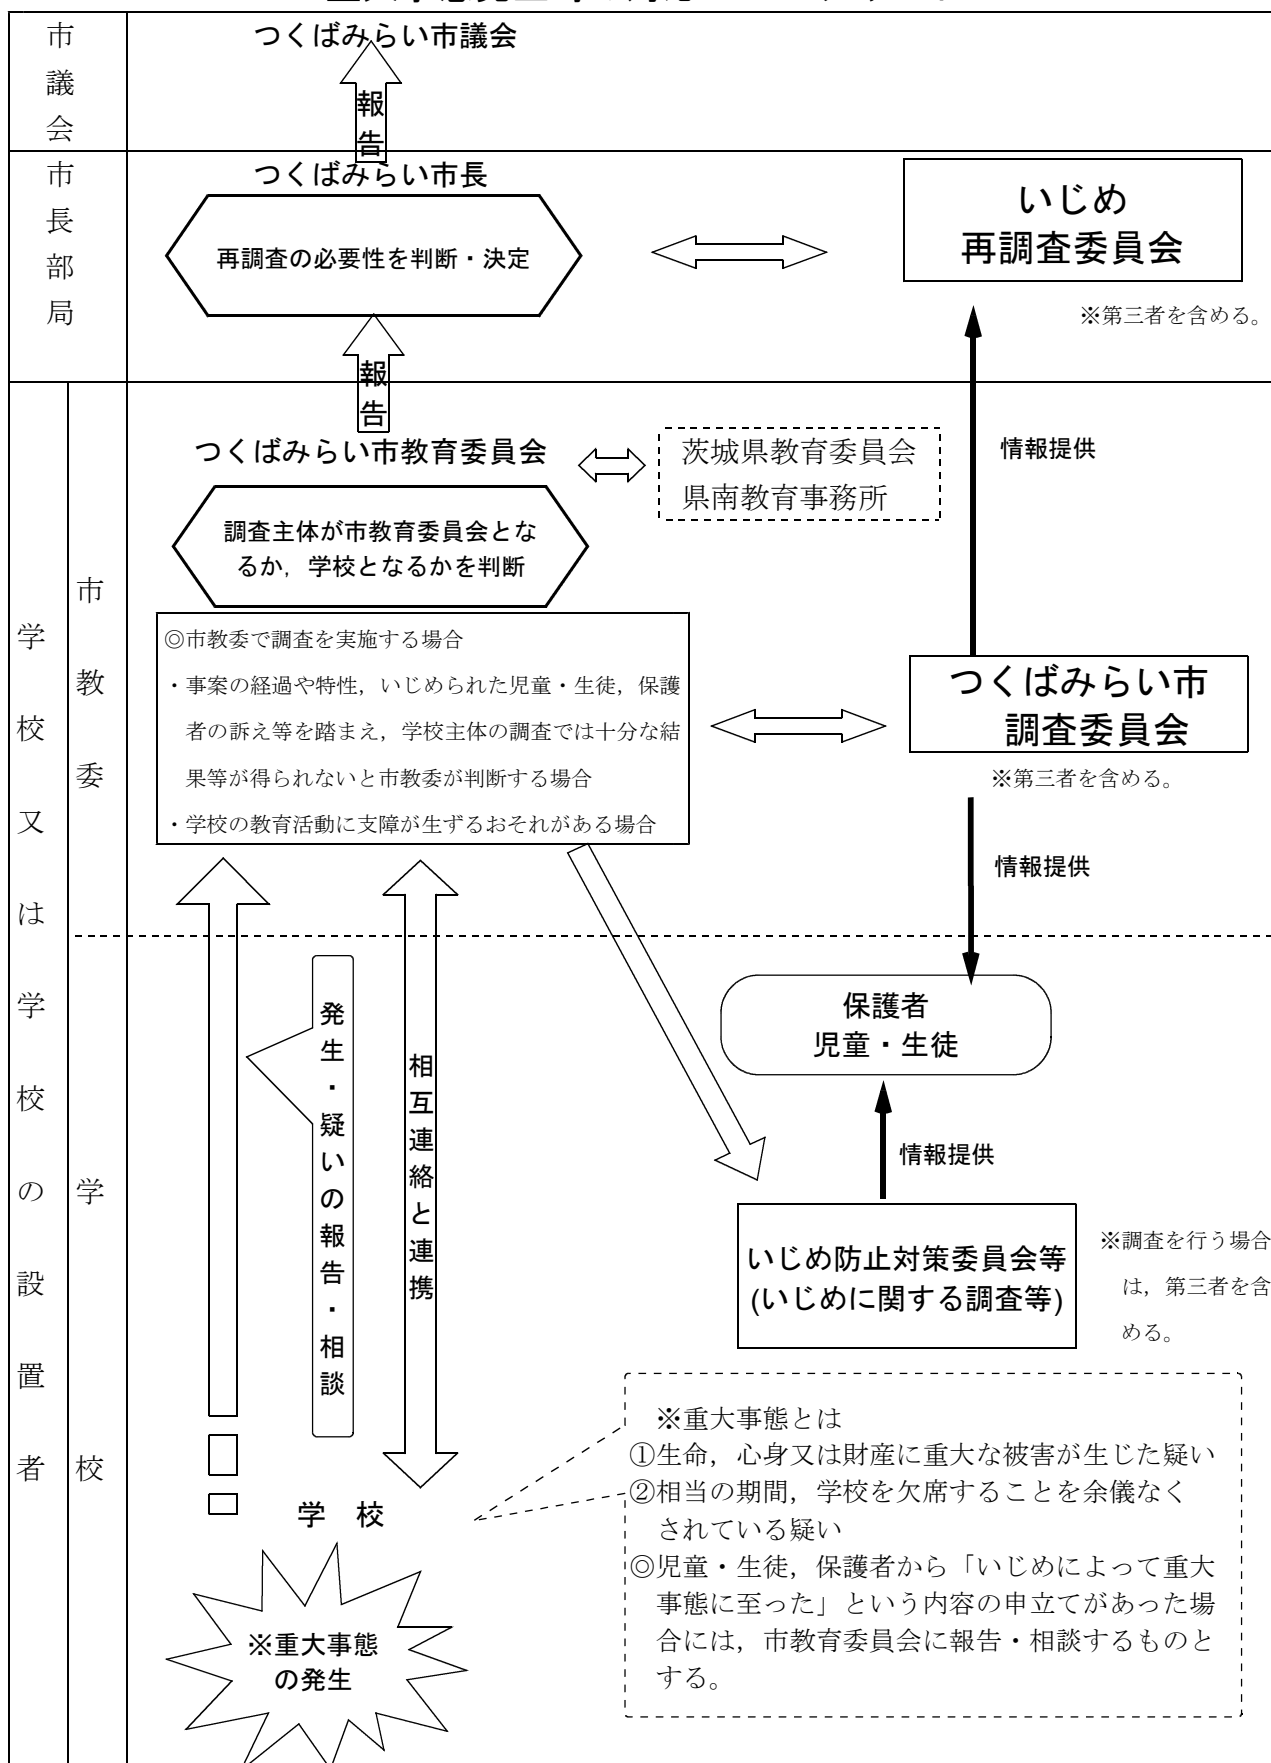 市議会
つくばみらい市議会
報告
市長部局
つくばみらい市長
再調査の必要性を判断・決定
いじめ
再調査委員会
※第三者を含める。
報告
学校又は学校の設置者
市教委
つくばみらい市教育委員会
茨城県教育委員会
県南教育事務所
情報提供
調査主体が市教育委員会とな
るか，学校となるかを判断
◎市教委で調査を実施する場合
・事案の経過や特性，いじめられた児童・生徒，保護
者の訴え等を踏まえ，学校主体の調査では十分な結
果等が得られないと市教委が判断する場合
・学校の教育活動に支障が生ずるおそれがある場合
つくばみらい市
調査委員会
※第三者を含める。
情報提供
学校
発生・疑いの報告・相談
相互連絡と連携
保護者
児童・生徒
情報提供
いじめ防止対策委員会等
(いじめに関する調査等)
※調査を行う場合
は，第三者を含
める。
学　校
※重大事態
の発生
※重大事態とは
①生命，心身又は財産に重大な被害が生じた疑い
②相当の期間，学校を欠席することを余儀なく
されている疑い
◎児童・生徒，保護者から「いじめによって重大
事態に至った」という内容の申立てがあった場
合には，市教育委員会に報告・相談するものと
する。